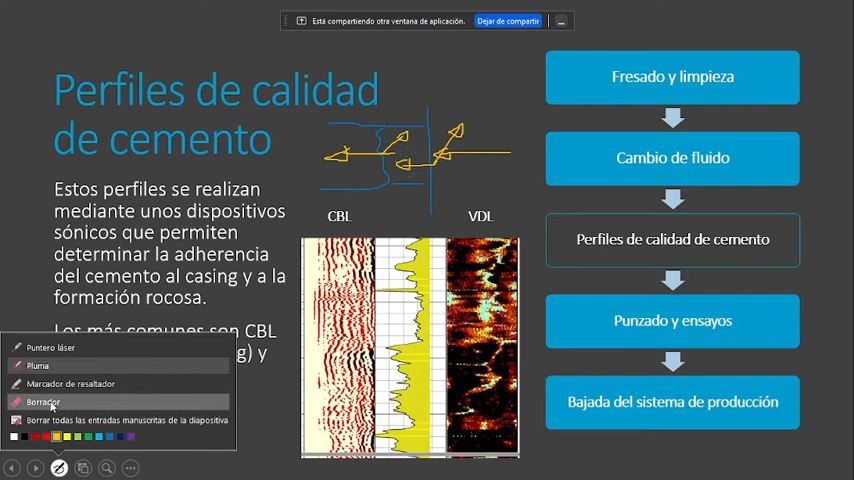 Está compartiendo otra ventana de aplicación.
Dejar de compartir
Perfiles de calidad
de cemento
Estos perfiles se realizan
mediante unos dispositivos
sónicos que permiten
determinar la adherencia
del cemento al casing y a la
formación rocosa.
Los más comunes son CBL
g) y
CBL
VDL
Fresado y limpieza
Cambio de fluido
Perfiles de calidad de cemento
Punzado y ensayos
Bajada del sistema de producción
Puntero láser
Pluma
Marcador de resaltador
Borrador
Borrar todas las entradas manuscritas de la diapositiva